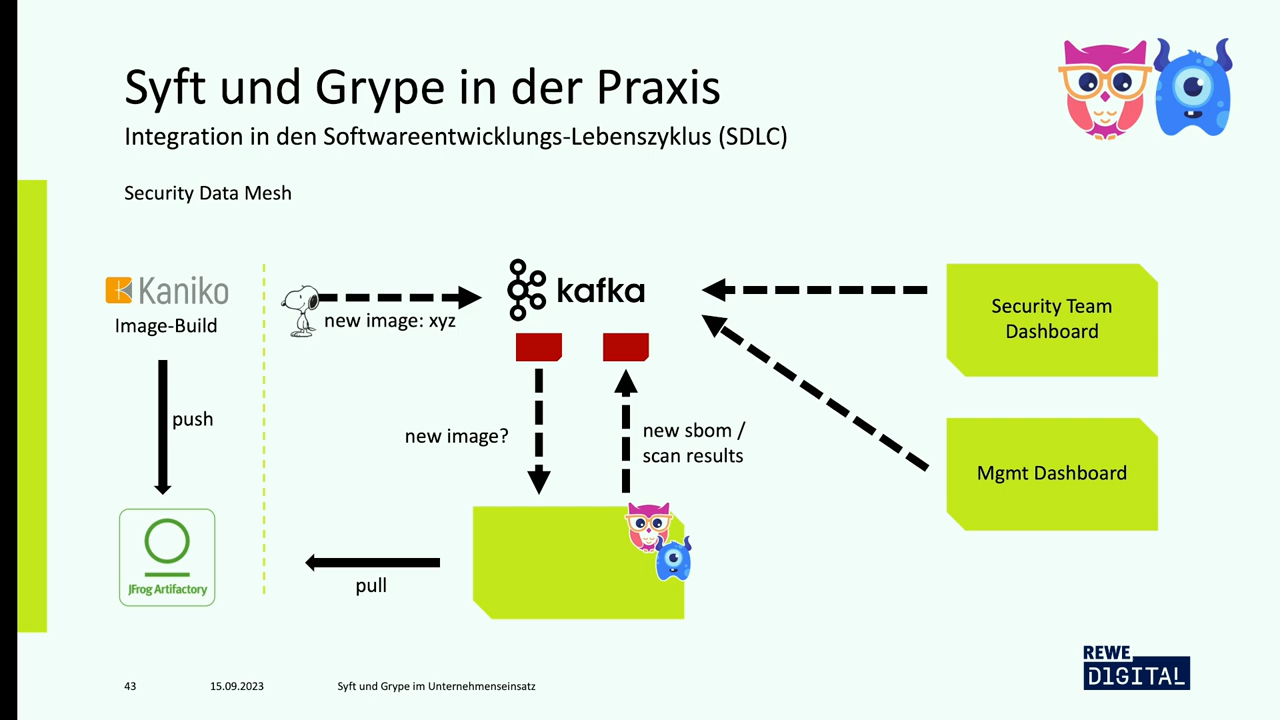 Syft und Grype in der Praxis
Integration in den Softwareentwicklungs-Lebenszyklus (SDLC)
Security Data Mesh
Kaniko
Image-Build
new image: xyz
kafka
Security Team
Dashboard
push
new image?
new sbom /
scan results
Mgmt Dashboard
JFrog Artifactory
pull
43
15.09.2023
Syft und Grype im Unternehmenseinsatz
REWE
D1GITAL